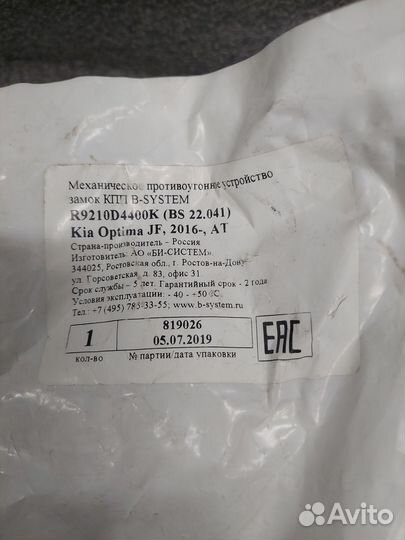 Механическое противоугонное устройство
замок КПП B-SYSTEM
R9210D4400K (BS 22.041)
Kia Optima JF, 2016-, AT
Страна-производитель - Россия
Изготовитель: АО «БИ-СИСТЕМ».
344025, Ростовская обл., г. Ростов-на-Дону
ул. Горсоветская, д. 83, офис 31
Срок службы – 5 лет. Гарантийный срок - 2 года
Условия эксплуатации: - 40 - +50 °С
Тел.: +7 (495) 785-33-55; www.b-system.ru
1
819026
05.07.2019
кол-во
№ партии/дата упаковки
EAC
Avito